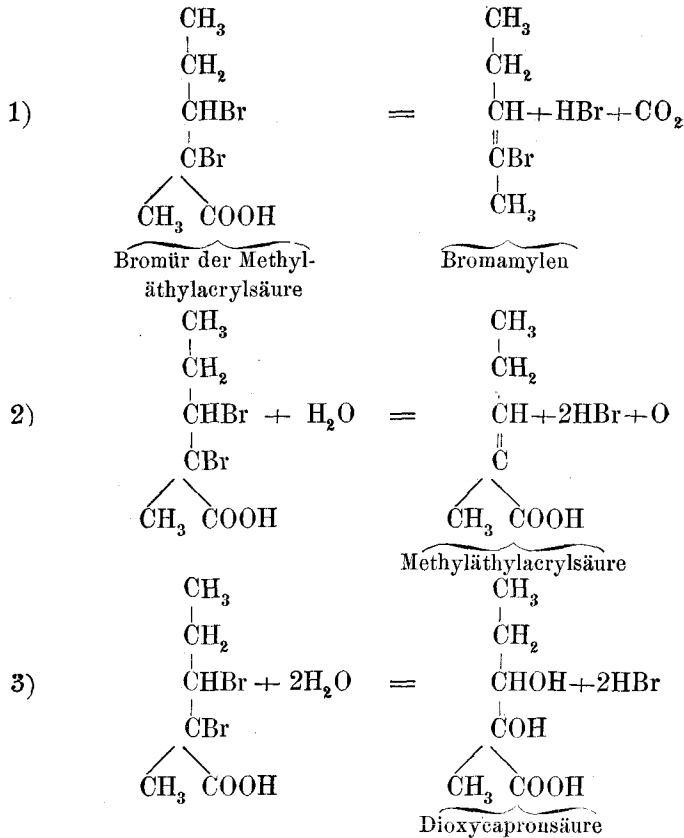 CH₃ CH₃
CH₂ CH₂
1) CHBr = CH+HBr+CO₂
CBr CBr
CH₃ COOH CH₃
Bromür der Methyl- Bromamylen
äthylacrylsäure
CH₃ CH₃
CH₂ CH₂
2) CHBr + H₂O = CH+2HBr+O
CBr C
CH₃ COOH CH₃ COOH
Methyläthylacrylsäure
CH₃ CH₃
CH₂ CH₂
3) CHBr + 2H₂O = CHOH+2HBr
CBr COH
CH₃ COOH CH₃ COOH
Dioxycapronsäure